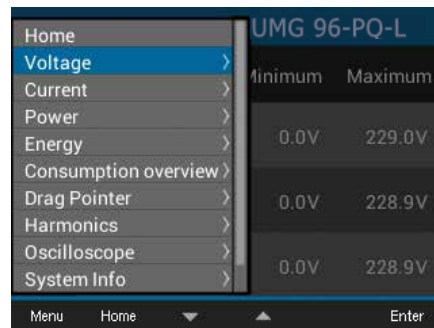 UMG 96-PQ-L
Home
Voltage
Current
Power
Energy
Consumption overview
Drag Pointer
Harmonics
Oscilloscope
System Info
Minimum Maximum
0.0V 229.0V
0.0V 228.9V
0.0V 228.9V
Menu Home Enter